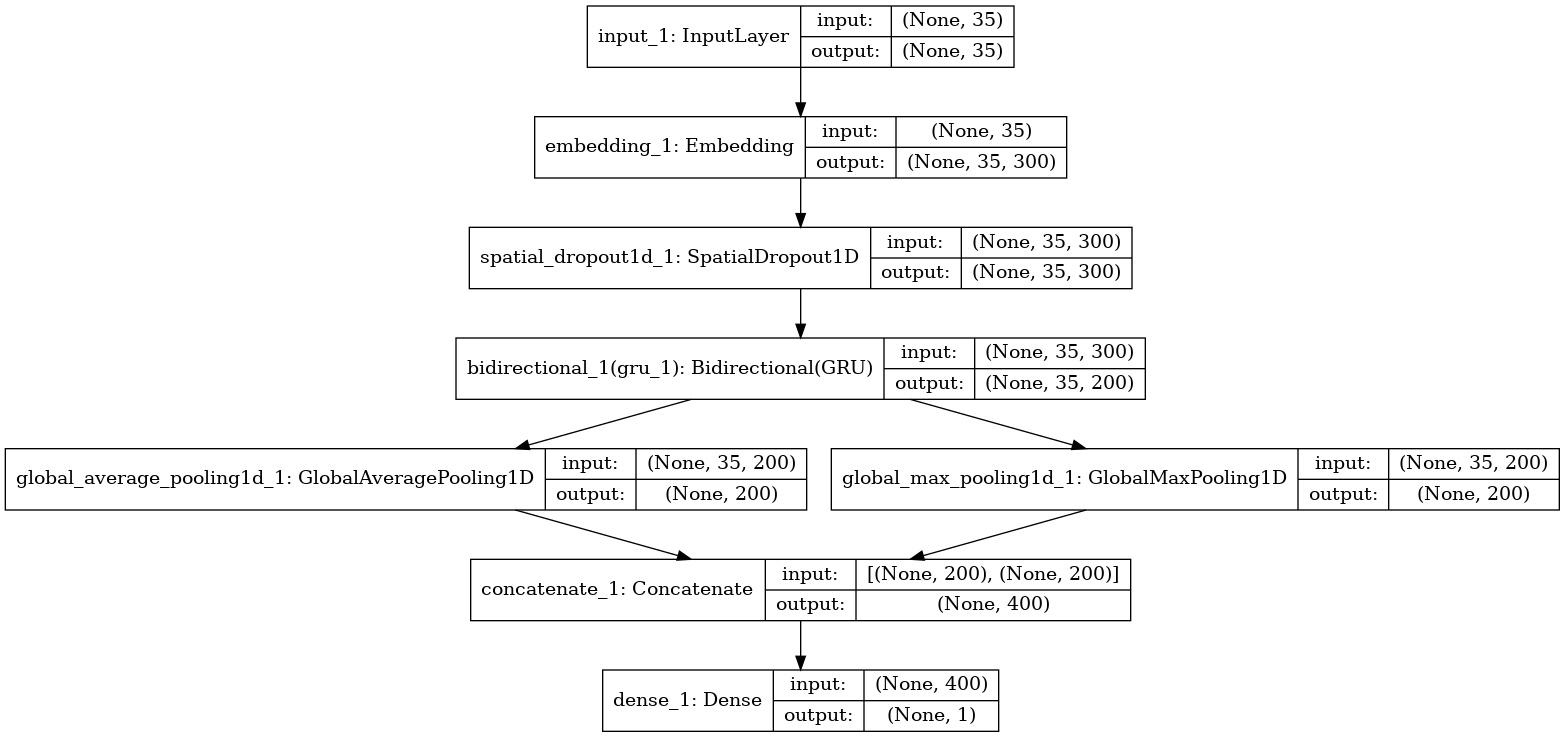 input_1: InputLayer
input: (None, 35)
output: (None, 35)
embedding_1: Embedding
input: (None, 35)
output: (None, 35, 300)
spatial_dropout1d_1: SpatialDropout1D
input: (None, 35, 300)
output: (None, 35, 300)
bidirectional_1(gru_1): Bidirectional(GRU)
input: (None, 35, 300)
output: (None, 35, 200)
global_average_pooling1d_1: GlobalAveragePooling1D
input: (None, 35, 200)
output: (None, 200)
global_max_pooling1d_1: GlobalMaxPooling1D
input: (None, 35, 200)
output: (None, 200)
concatenate_1: Concatenate
input: [(None, 200), (None, 200)]
output: (None, 400)
dense_1: Dense
input: (None, 400)
output: (None, 1)